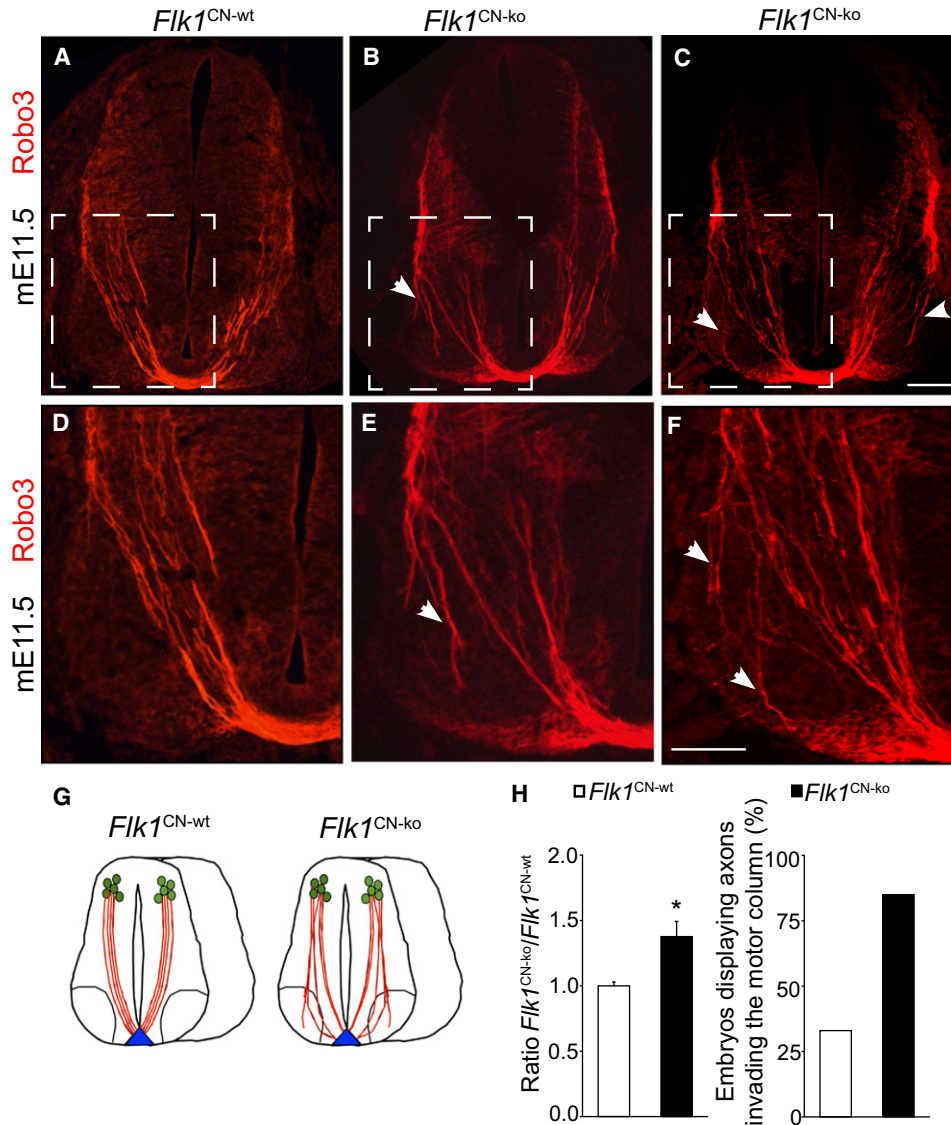 Flk1CN-wt
Flk1CN-ko
Flk1CN-ko
mE11.5 Robo3
A
B
C
mE11.5 Robo3
D
E
F
G
Flk1CN-wt
Flk1CN-ko
H
Flk1CN-wt
Flk1CN-ko
Ratio Flk1CN-ko/Flk1CN-wt
2.0
1.5
1.0
0.5
0.0
*
Embryos displaying axons
invading the motor column (%)
100
75
50
25
0